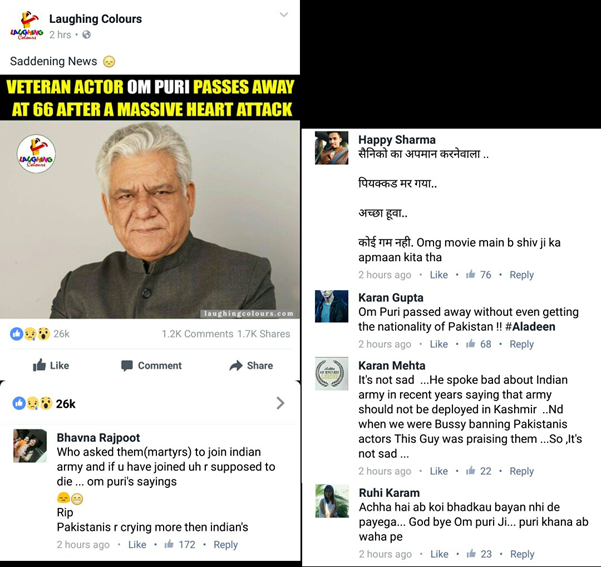 Laughing Colours
2 hrs •
Saddening News
VETERAN ACTOR OM PURI PASSES AWAY
AT 66 AFTER A MASSIVE HEART ATTACK
LAUGHING
Colours
laughingcolours.com
26k
1.2K Comments 1.7K Shares
Like
Comment
Share
26k
Bhavna Rajpoot
Who asked them(martyrs) to join indian
army and if u have joined uh r supposed to
die ... om puri's sayings
Rip
Pakistanis r crying more then indian's
2 hours ago • Like • 172 • Reply
Happy Sharma
सैनिको का अपमान करनेवाला ..
पियक्कड मर गया..
अच्छा हूवा..
कोई गम नही. Omg movie main b shiv ji ka
apmaan kita tha
2 hours ago • Like • 76 • Reply
Karan Gupta
Om Puri passed away without even getting
the nationality of Pakistan !! #Aladeen
2 hours ago • Like • 68 • Reply
Karan Mehta
It's not sad ...He spoke bad about Indian
army in recent years saying that army
should not be deployed in Kashmir ..Nd
when we were Bussy banning Pakistanis
actors This Guy was praising them ...So ,It's
not sad ...
2 hours ago • Like • 22 • Reply
Ruhi Karam
Achha hai ab koi bhadkau bayan nhi de
payega... God bye Om puri Ji... puri khana ab
waha pe
2 hours ago • Like • 23 • Reply